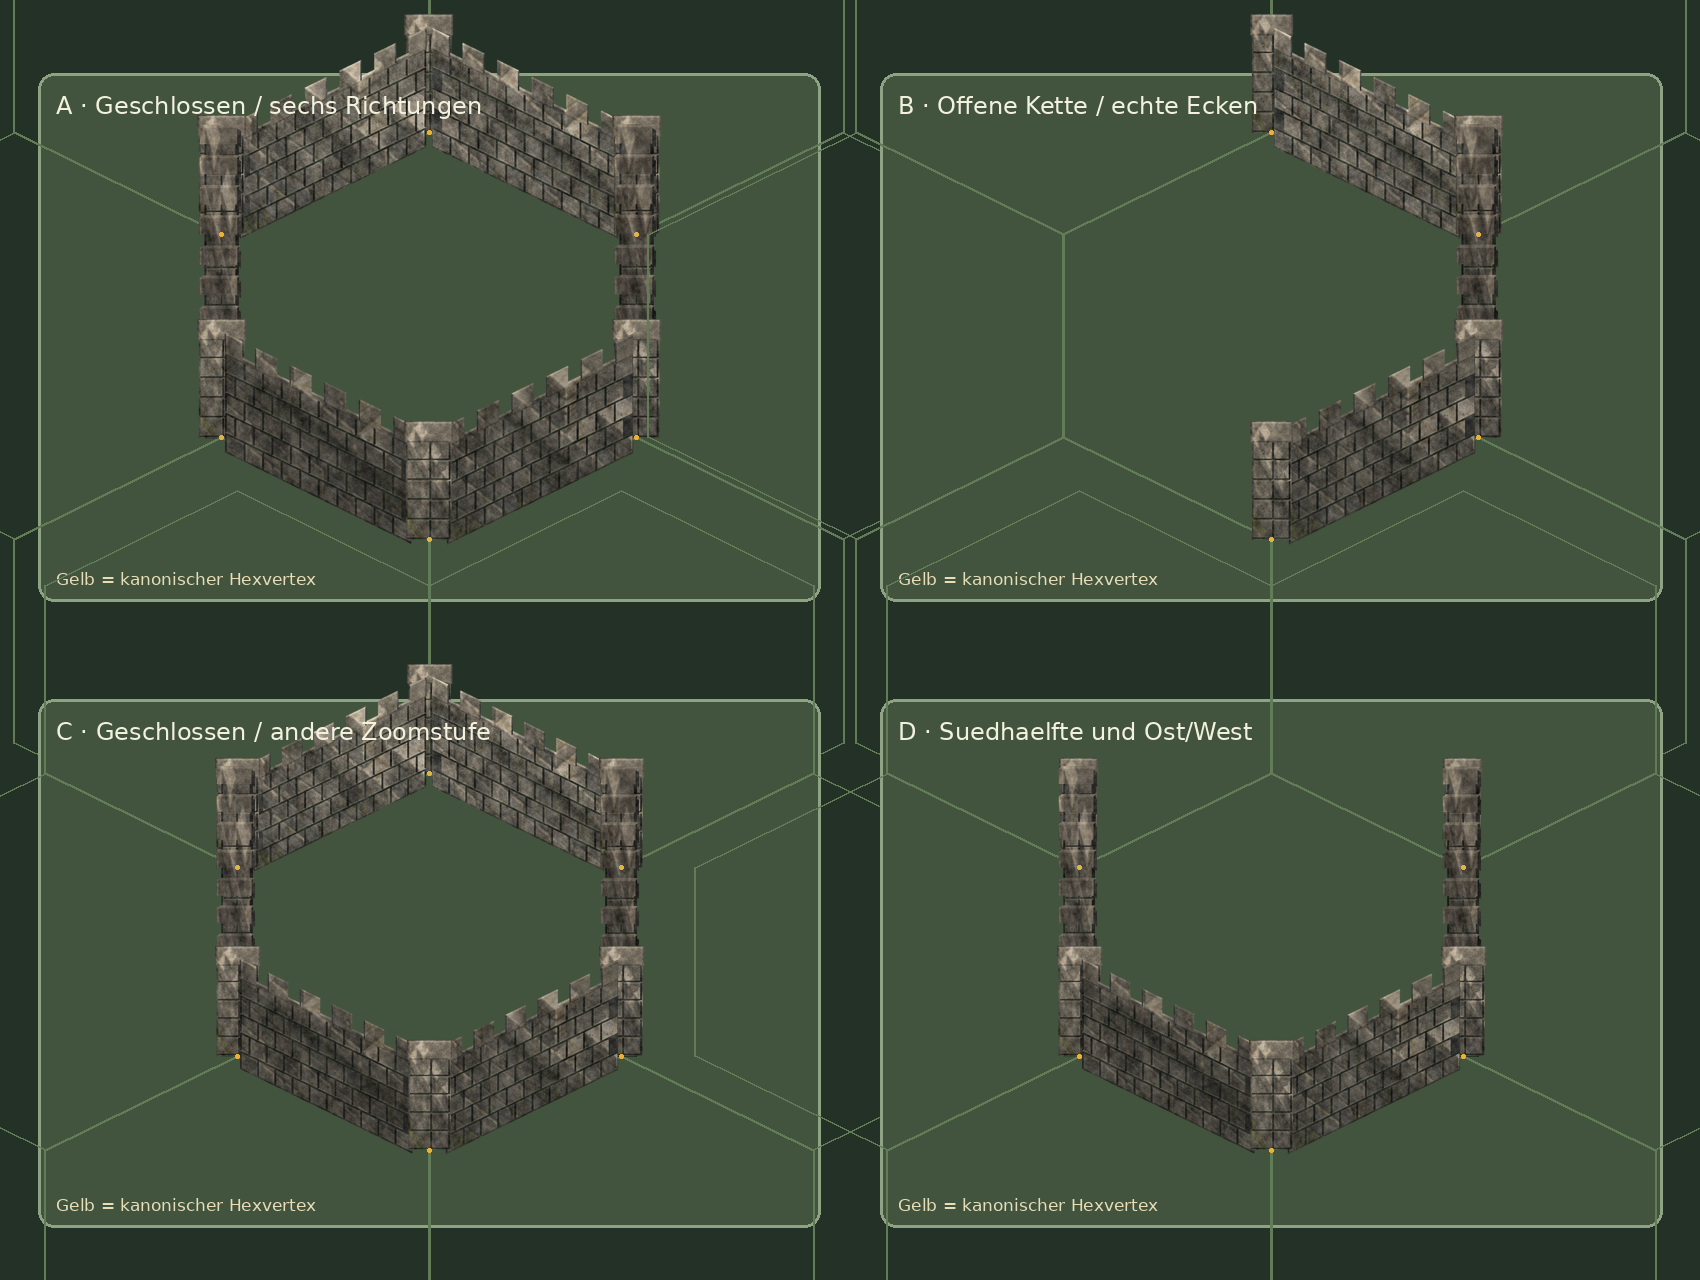 A · Geschlossen / sechs Richtungen
B · Offene Kette / echte Ecken
Gelb = kanonischer Hexvertex
Gelb = kanonischer Hexvertex
C · Geschlossen / andere Zoomstufe
D · Suedhaelfte und Ost/West
Gelb = kanonischer Hexvertex
Gelb = kanonischer Hexvertex